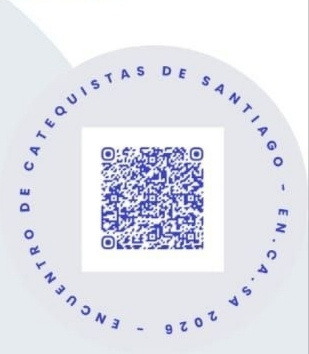 ENCUENTRO DE CATEQUISTAS DE SANTIAGO - EN.CA.SA 2026 -